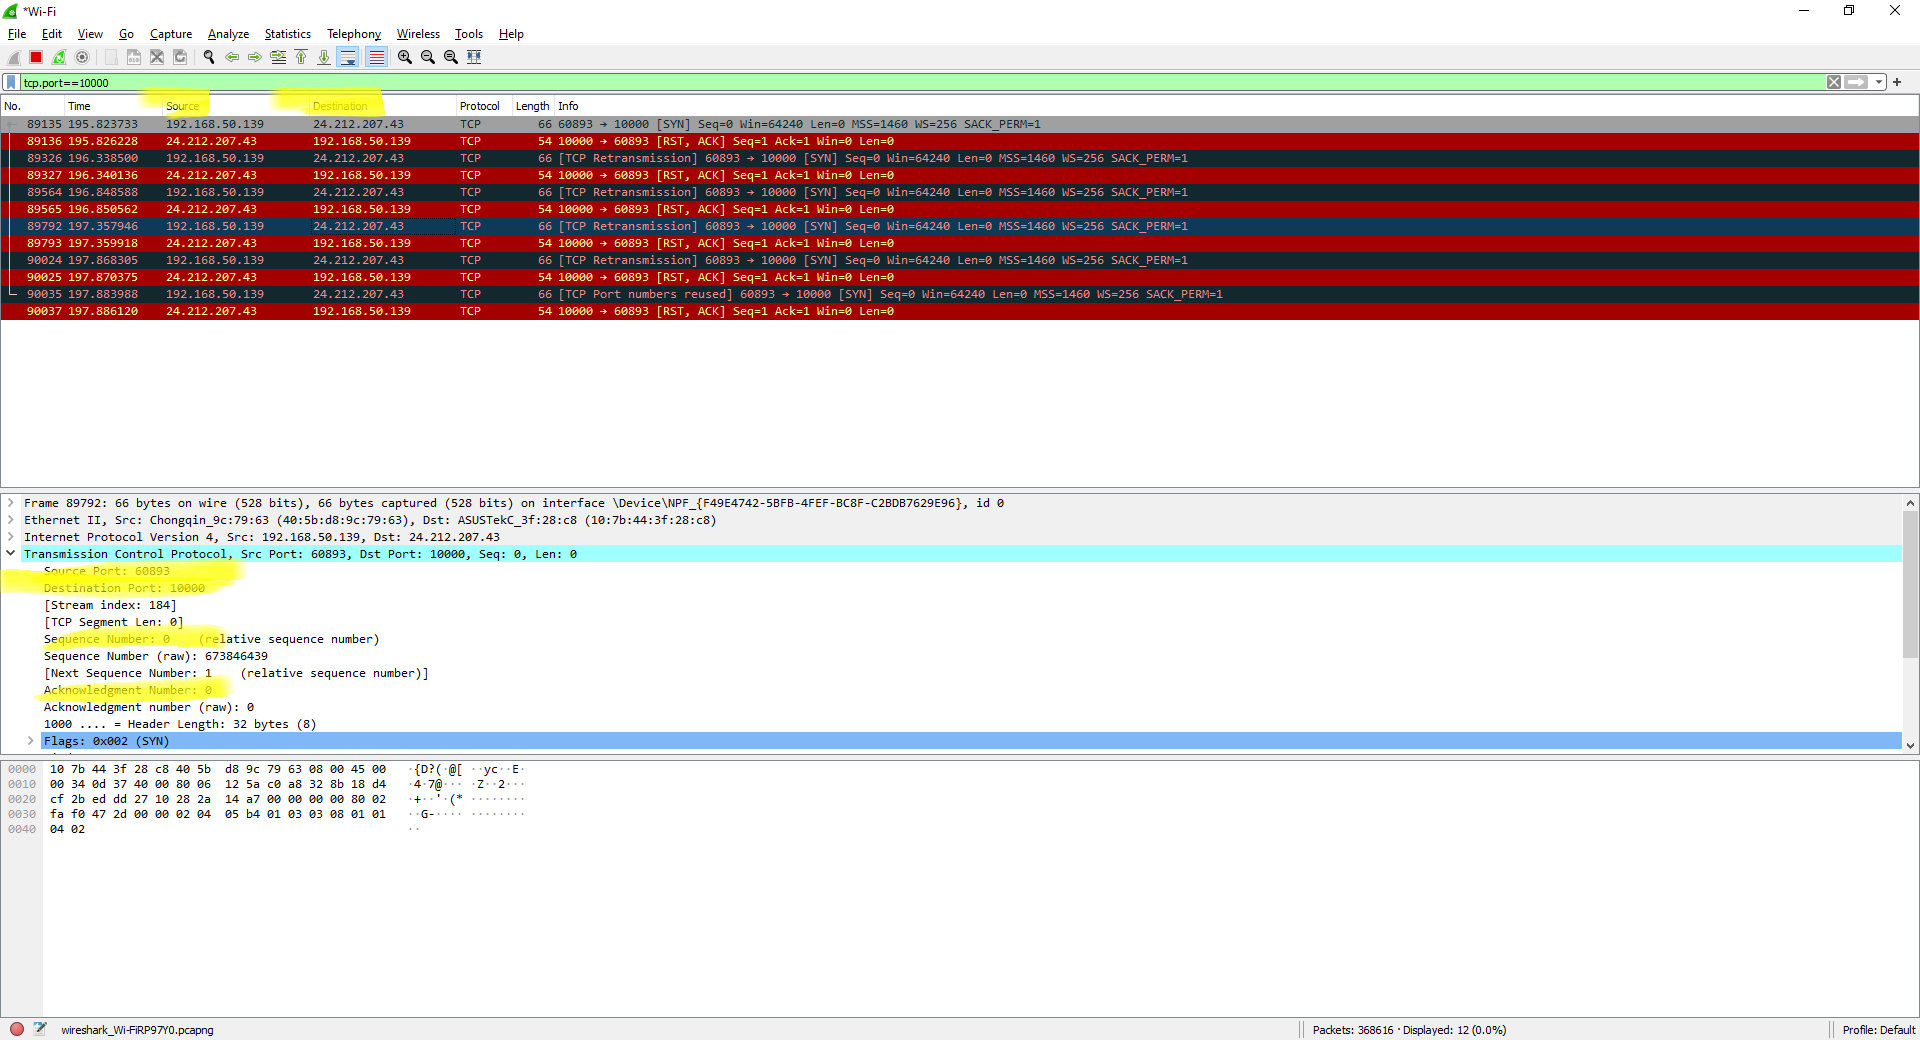 *Wi-Fi
File Edit View Go Capture Analyze Statistics Telephony Wireless Tools Help
tcp.port==10000
No. Time Source Destination Protocol Length Info
89135 195.823733 192.168.50.139 24.212.207.43 TCP 66 60893 → 10000 [SYN] Seq=0 Win=64240 Len=0 MSS=1460 WS=256 SACK_PERM=1
89136 195.826228 24.212.207.43 192.168.50.139 TCP 54 10000 → 60893 [RST, ACK] Seq=1 Ack=1 Win=0 Len=0
89326 196.338500 192.168.50.139 24.212.207.43 TCP 66 [TCP Retransmission] 60893 → 10000 [SYN] Seq=0 Win=64240 Len=0 MSS=1460 WS=256 SACK_PERM=1
89327 196.340136 24.212.207.43 192.168.50.139 TCP 54 10000 → 60893 [RST, ACK] Seq=1 Ack=1 Win=0 Len=0
89564 196.848588 192.168.50.139 24.212.207.43 TCP 66 [TCP Retransmission] 60893 → 10000 [SYN] Seq=0 Win=64240 Len=0 MSS=1460 WS=256 SACK_PERM=1
89565 196.850562 24.212.207.43 192.168.50.139 TCP 54 10000 → 60893 [RST, ACK] Seq=1 Ack=1 Win=0 Len=0
89792 197.357946 192.168.50.139 24.212.207.43 TCP 66 [TCP Retransmission] 60893 → 10000 [SYN] Seq=0 Win=64240 Len=0 MSS=1460 WS=256 SACK_PERM=1
89793 197.359918 24.212.207.43 192.168.50.139 TCP 54 10000 → 60893 [RST, ACK] Seq=1 Ack=1 Win=0 Len=0
90024 197.868305 192.168.50.139 24.212.207.43 TCP 66 [TCP Retransmission] 60893 → 10000 [SYN] Seq=0 Win=64240 Len=0 MSS=1460 WS=256 SACK_PERM=1
90025 197.870375 24.212.207.43 192.168.50.139 TCP 54 10000 → 60893 [RST, ACK] Seq=1 Ack=1 Win=0 Len=0
90035 197.883988 192.168.50.139 24.212.207.43 TCP 66 [TCP Port numbers reused] 60893 → 10000 [SYN] Seq=0 Win=64240 Len=0 MSS=1460 WS=256 SACK_PERM=1
90037 197.886120 24.212.207.43 192.168.50.139 TCP 54 10000 → 60893 [RST, ACK] Seq=1 Ack=1 Win=0 Len=0
Frame 89792: 66 bytes on wire (528 bits), 66 bytes captured (528 bits) on interface \Device\NPF_{F49E4742-5BFB-4FEF-BC8F-C2BDB7629E96}, id 0
Ethernet II, Src: Chongqin_9c:79:63 (40:5b:d8:9c:79:63), Dst: ASUSTekC_3f:28:c8 (10:7b:44:3f:28:c8)
Internet Protocol Version 4, Src: 192.168.50.139, Dst: 24.212.207.43
Transmission Control Protocol, Src Port: 60893, Dst Port: 10000, Seq: 0, Len: 0
Source Port: 60893
Destination Port: 10000
[Stream index: 184]
[TCP Segment Len: 0]
Sequence Number: 0 (relative sequence number)
Sequence Number (raw): 673846439
[Next Sequence Number: 1 (relative sequence number)]
Acknowledgment Number: 0
Acknowledgment number (raw): 0
1000 .... = Header Length: 32 bytes (8)
Flags: 0x002 (SYN)
0000 10 7b 44 3f 28 c8 40 5b d8 9c 79 63 08 00 45 00 ·{D?(·@[ ··yc··E·
0010 00 34 0d 37 40 00 80 06 12 5a c0 a8 32 8b 18 d4 ·4·7@··· ·Z··2···
0020 cf 2b ed dd 27 10 28 2a 14 a7 00 00 00 00 80 02 ·+··'·(* ········
0030 fa f0 47 2d 00 00 02 04 05 b4 01 03 03 08 01 01 ··G-···· ········
0040 04 02 ··
wireshark_Wi-FiRP97Y0.pcapng Packets: 368616 · Displayed: 12 (0.0%) Profile: Default